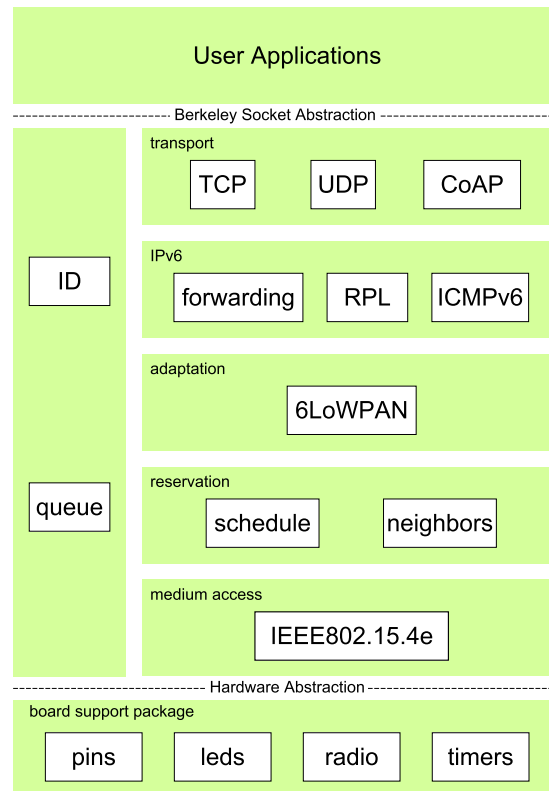 User Applications
Berkeley Socket Abstraction
transport
TCP UDP CoAP
IPv6
ID
forwarding RPL ICMPv6
adaptation
6LoWPAN
reservation
queue
schedule neighbors
medium access
IEEE802.15.4e
Hardware Abstraction
board support package
pins leds radio timers